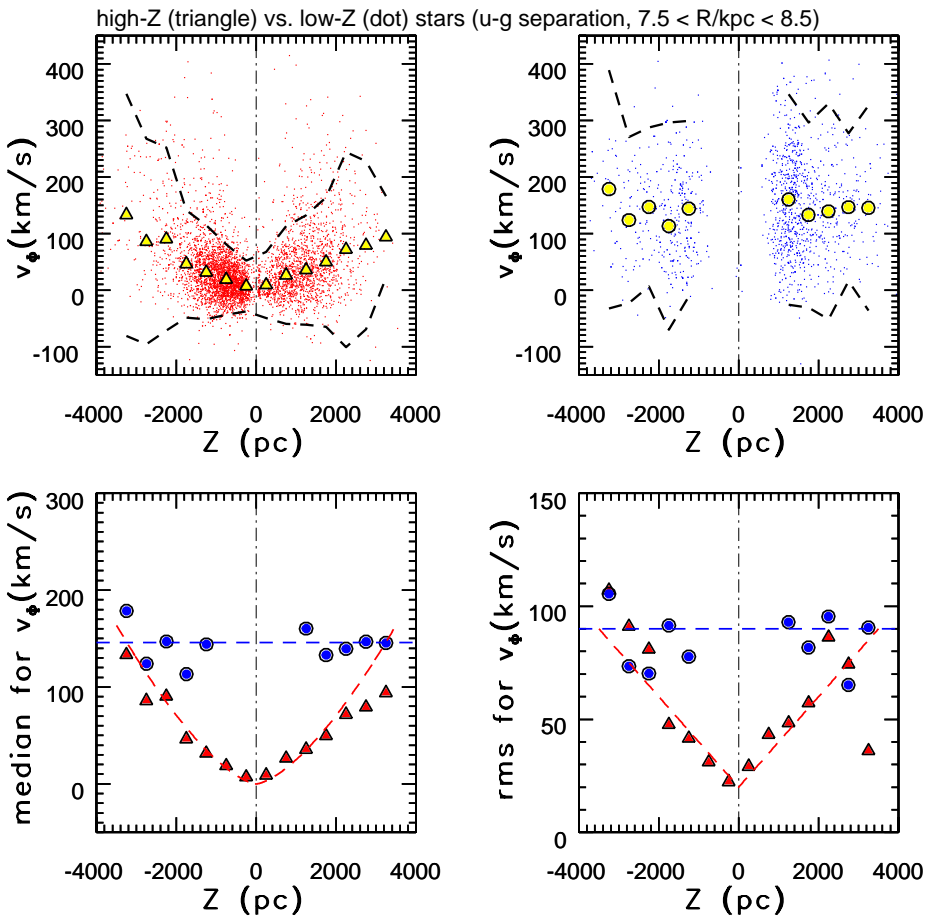 high-Z (triangle) vs. low-Z (dot) stars (u-g separation, 7.5 < R/kpc < 8.5)
400
300
200
100
0
-100
vΦ(km/s)
-4000 -2000 0 2000 4000
Z (pc)
400
300
200
100
0
-100
vΦ(km/s)
-4000 -2000 0 2000 4000
Z (pc)
300
200
100
0
median for vΦ(km/s)
-4000 -2000 0 2000 4000
Z (pc)
150
100
50
0
rms for vΦ(km/s)
-4000 -2000 0 2000 4000
Z (pc)